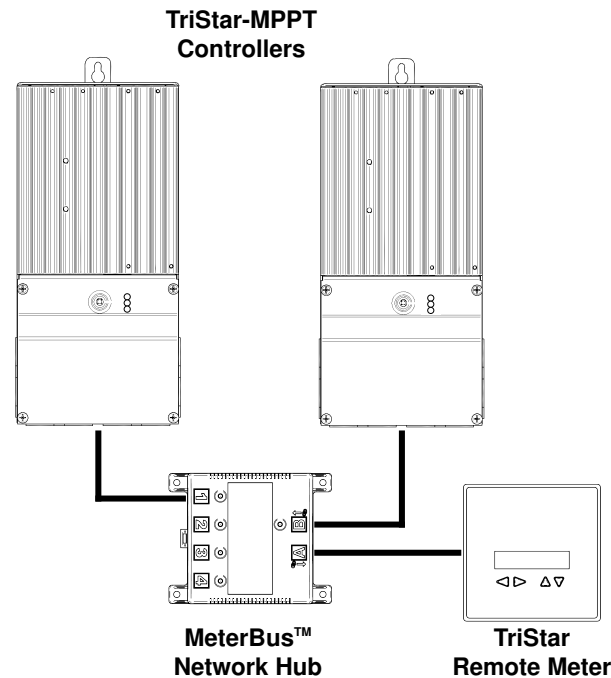 TriStar-MPPT
Controllers
1
2
3
4
B
A
MeterBus™
Network Hub
TriStar
Remote Meter